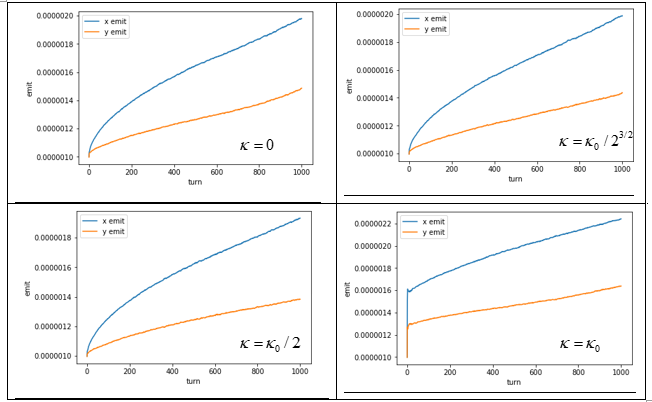 0.0000020
0.0000018
0.0000016
0.0000014
0.0000012
0.0000010
emit
x emit
y emit
κ = 0
0 200 400 600 800 1000
turn
0.0000020
0.0000018
0.0000016
0.0000014
0.0000012
0.0000010
emit
x emit
y emit
κ = κ₀ / 2^{3/2}
0 200 400 600 800 1000
turn
0.0000018
0.0000016
0.0000014
0.0000012
0.0000010
emit
x emit
y emit
κ = κ₀ / 2
0 200 400 600 800 1000
turn
0.0000022
0.0000020
0.0000018
0.0000016
0.0000014
0.0000012
0.0000010
emit
x emit
y emit
κ = κ₀
0 200 400 600 800 1000
turn